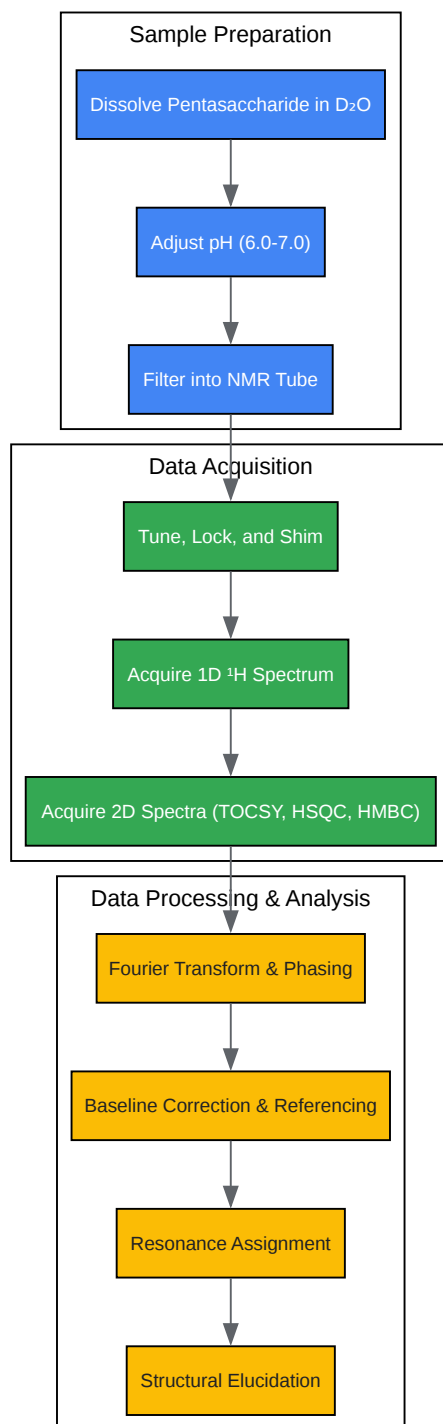 Sample Preparation
Dissolve Pentasaccharide in D₂O
Adjust pH (6.0-7.0)
Filter into NMR Tube
Data Acquisition
Tune, Lock, and Shim
Acquire 1D ¹H Spectrum
Acquire 2D Spectra (TOCSY, HSQC, HMBC)
Data Processing & Analysis
Fourier Transform & Phasing
Baseline Correction & Referencing
Resonance Assignment
Structural Elucidation